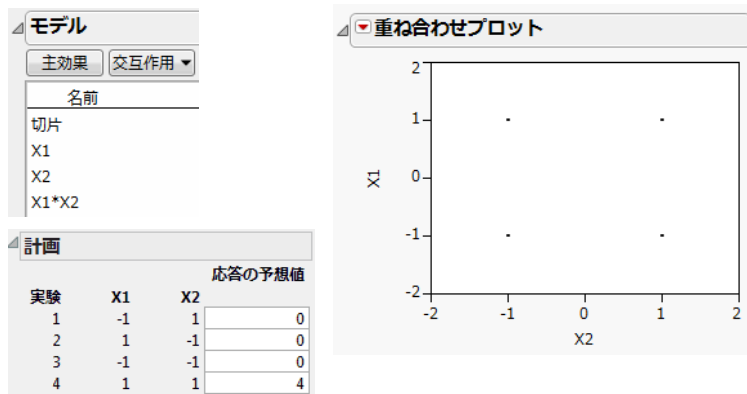 モデル
主効果 交互作用
名前
切片
X1
X2
X1*X2
計画
応答の予想値
実験 X1 X2
1 -1 1 0
2 1 -1 0
3 -1 -1 0
4 1 1 4
重ね合わせプロット
2
1
0
-1
-2
X1
-2 -1 0 1 2
X2